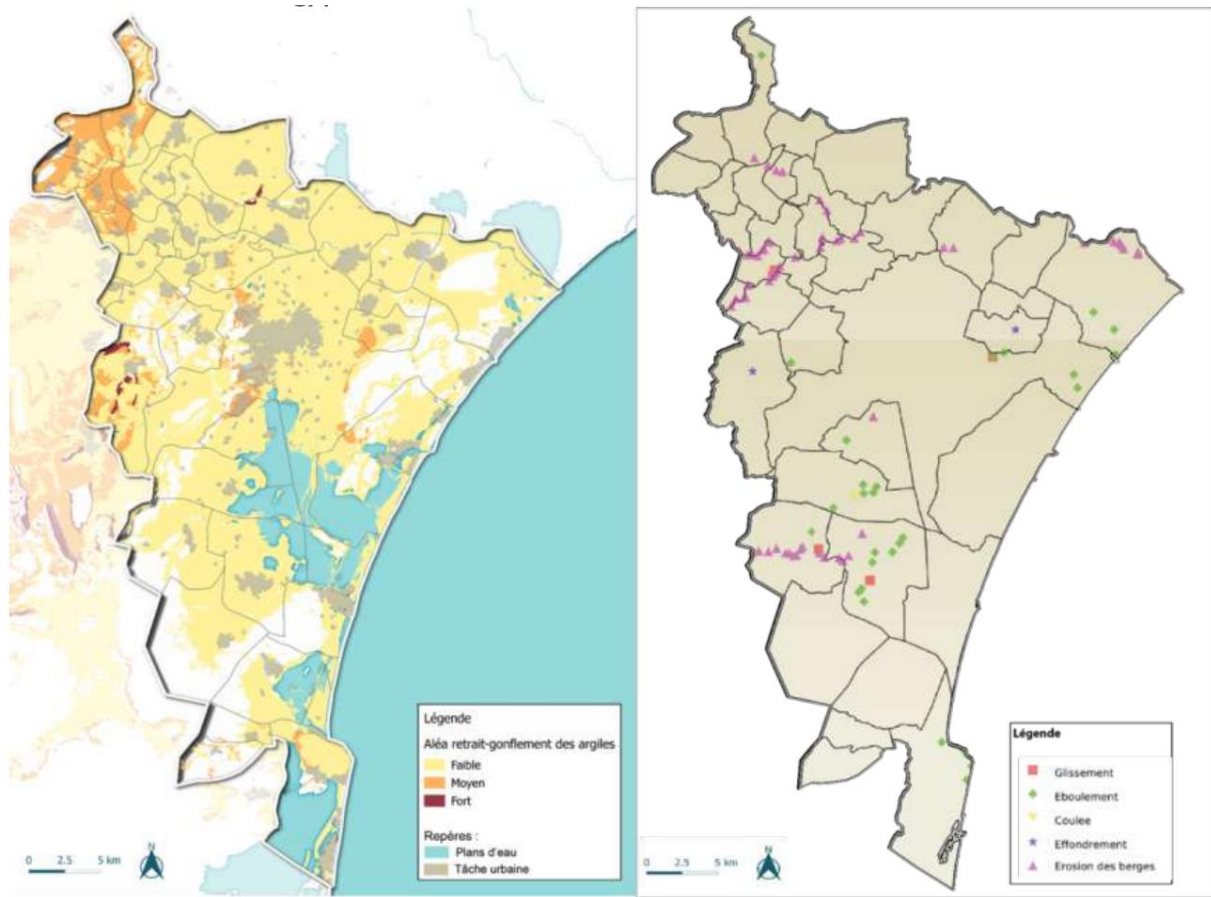 Légende
Aléa retrait-gonflement des argiles
Faible
Moyen
Fort
Repères :
Plans d'eau
Tâche urbaine
0 2.5 5 km
Légende
Glissement
Eboulement
Coulee
Effondrement
Erosion des berges
0 2.5 5 km